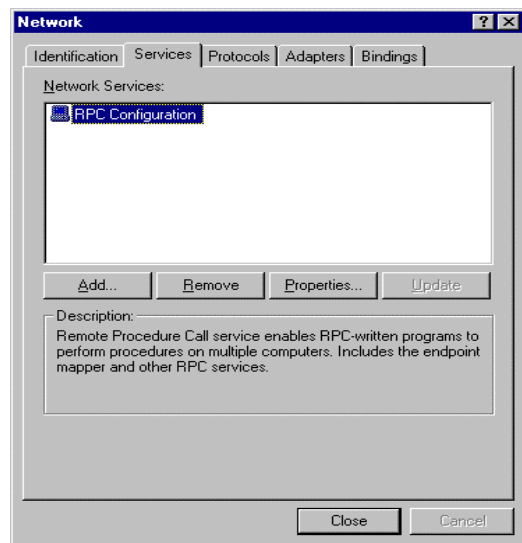 Network
Identification Services Protocols Adapters Bindings
Network Services:
RPC Configuration
Add... Remove Properties... Update
Description:
Remote Procedure Call service enables RPC-written programs to
perform procedures on multiple computers. Includes the endpoint
mapper and other RPC services.
Close Cancel